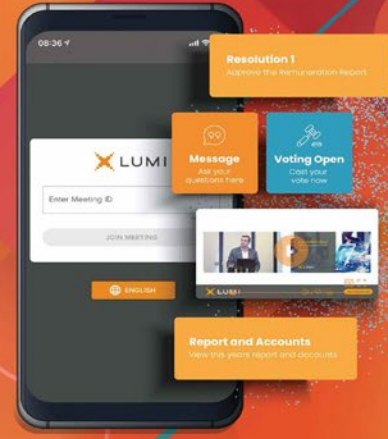 08:36
Resolution 1
Approve the Remuneration Report
Message
Ask your
questions here
Voting Open
Cast your
vote now
LUMI
Enter Meeting ID
JOIN MEETING
ENGLISH
LUMI
Report and Accounts
View this years report and accounts